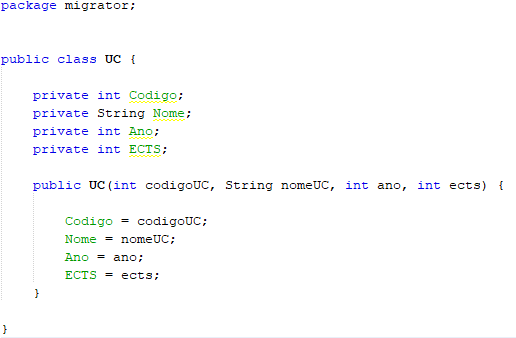 package migrator;
public class UC {
private int Codigo;
private String Nome;
private int Ano;
private int ECTS;
public UC(int codigoUC, String nomeUC, int ano, int ects) {
Codigo = codigoUC;
Nome = nomeUC;
Ano = ano;
ECTS = ects;
}
}